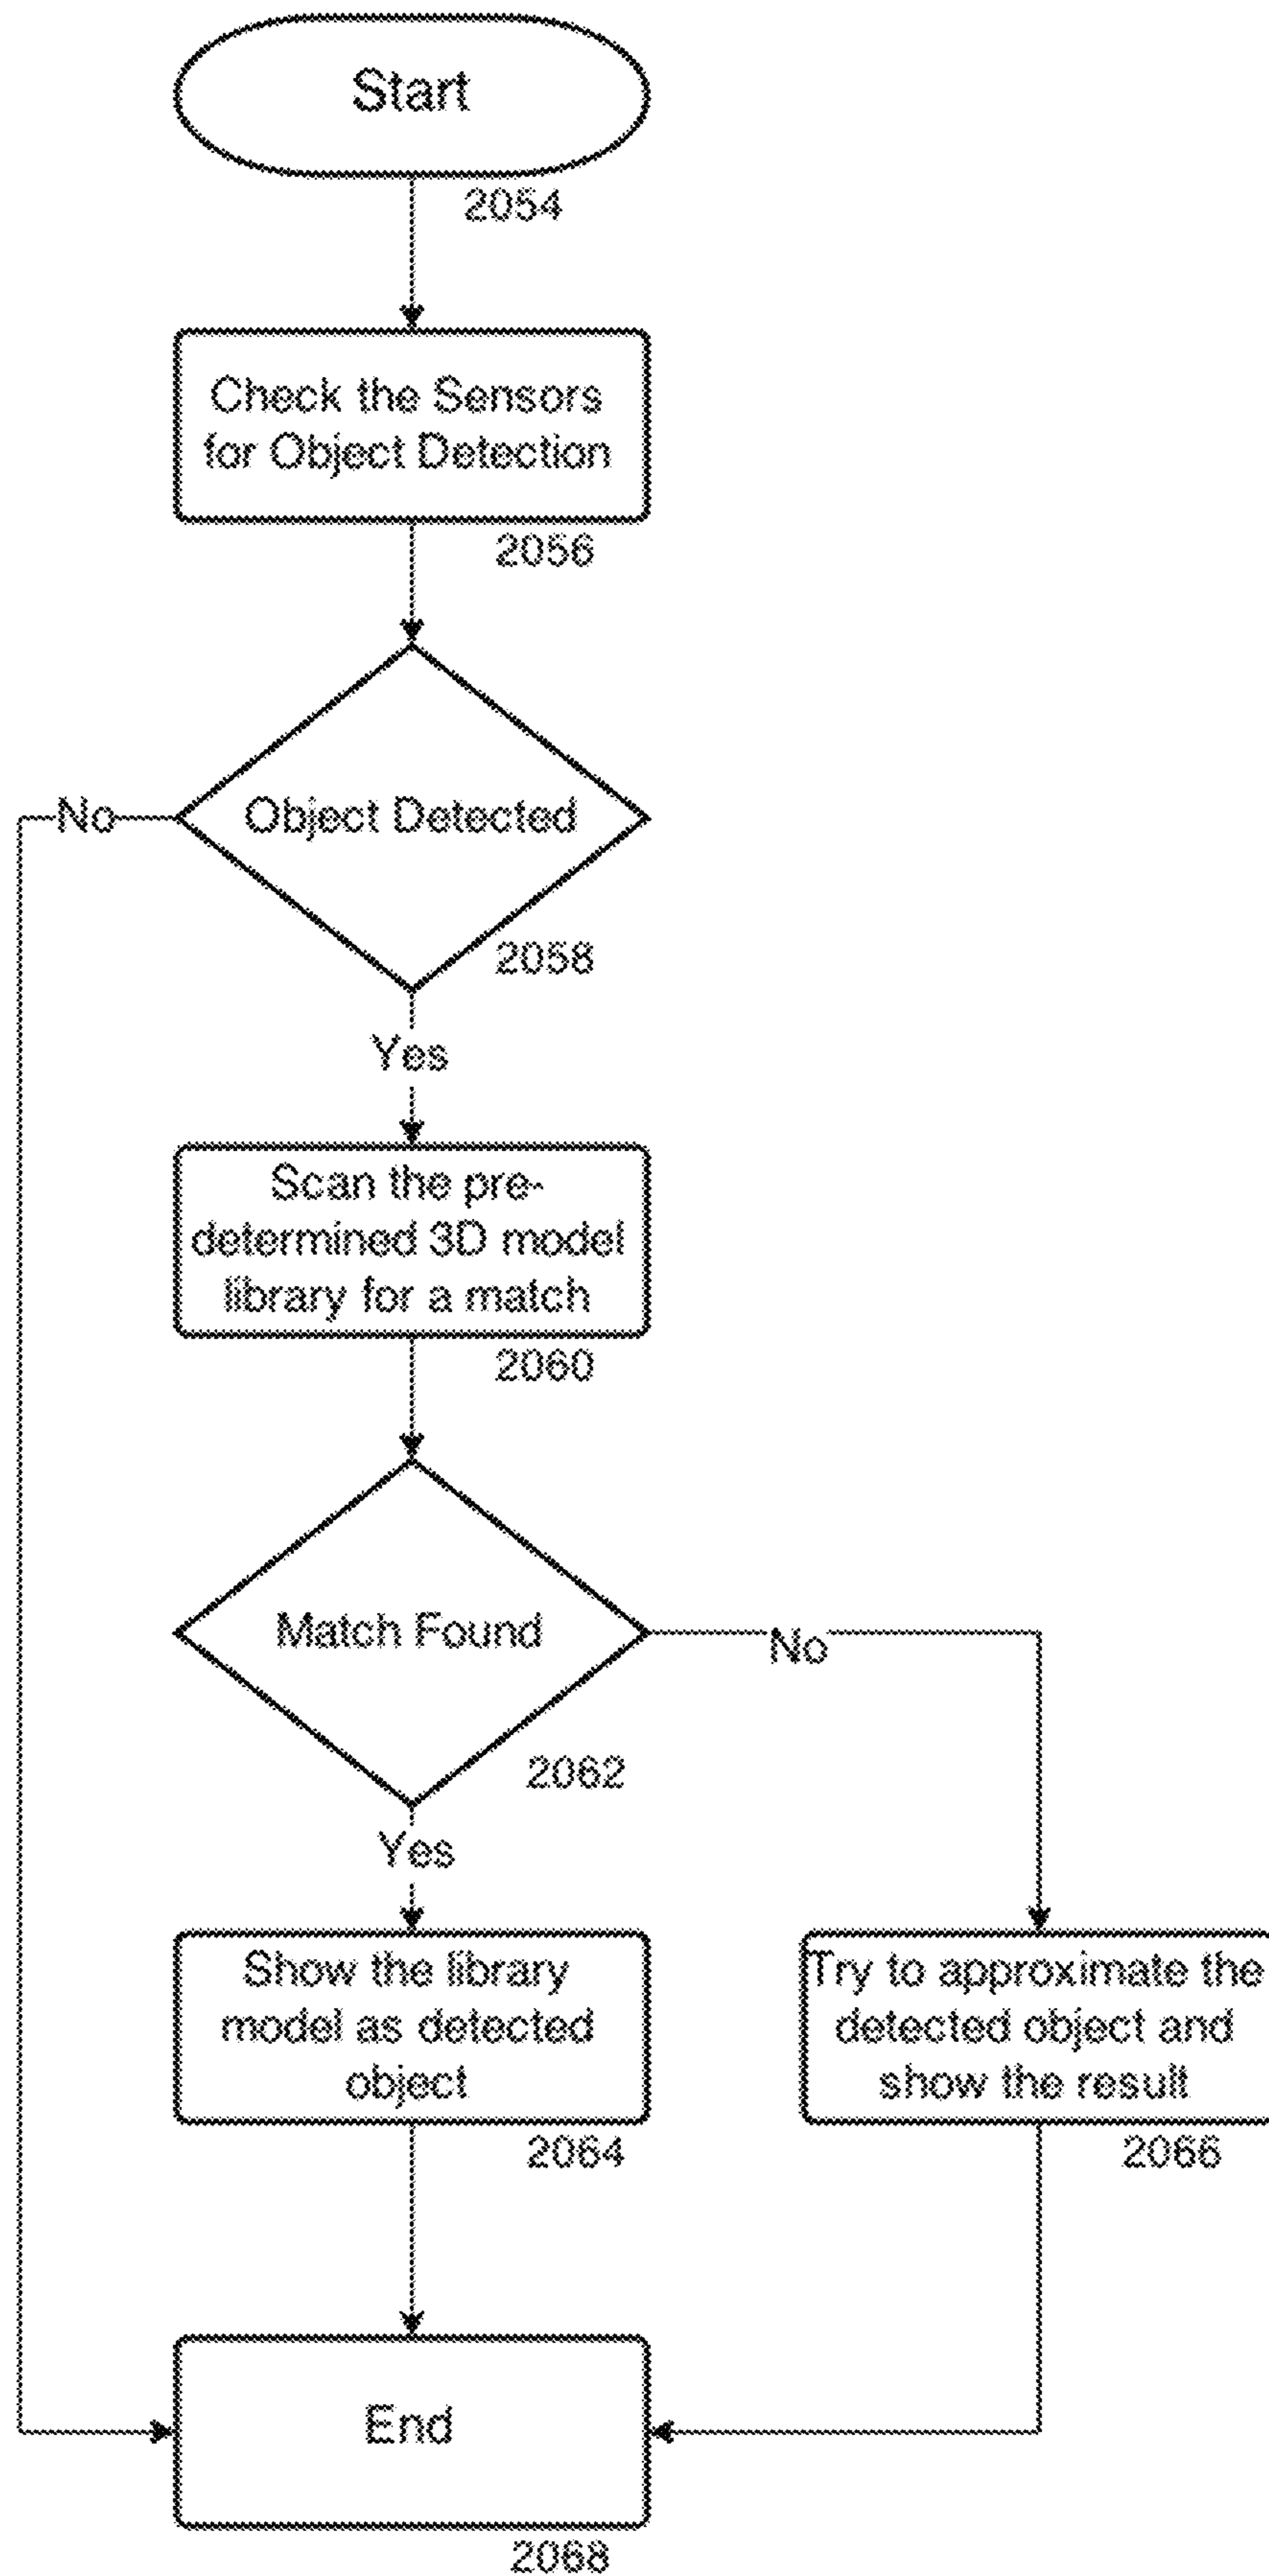 Start
2054
Check the Sensors
for Object Detection
2056
Object Detected
No
2058
Yes
Scan the pre-
determined 3D model
library for a match
2060
Match Found
No
2062
Yes
Show the library
model as detected
object
2064
Try to approximate the
detected object and
show the result
2066
End
2068